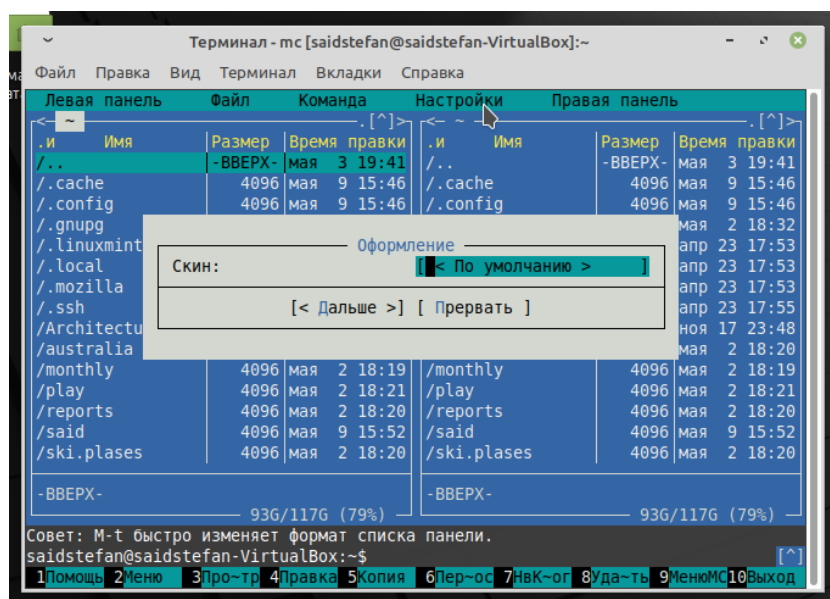 Терминал - mc [saidstefan@saidstefan-VirtualBox]:~
Файл Правка Вид Терминал Вкладки Справка
Левая панель Файл Команда Настройки Правая панель
<- ~ .[^]> <- ~ .[^]>
.и Имя Размер Время правки .и Имя Размер Время правки
/.. -ВВЕРХ- мая 3 19:41 /.. -ВВЕРХ- мая 3 19:41
/.cache 4096 мая 9 15:46 /.cache 4096 мая 9 15:46
/.config 4096 мая 9 15:46 /.config 4096 мая 9 15:46
/.gnupg мая 2 18:32
/.linuxmint Оформление апр 23 17:53
/.local Скин: [ < По умолчанию > ] апр 23 17:53
/.mozilla апр 23 17:53
/.ssh [< Дальше >] [ Прервать ] апр 23 17:55
/Architectu ноя 17 23:48
/australia мая 2 18:20
/monthly 4096 мая 2 18:19 /monthly 4096 мая 2 18:19
/play 4096 мая 2 18:21 /play 4096 мая 2 18:21
/reports 4096 мая 2 18:20 /reports 4096 мая 2 18:20
/said 4096 мая 9 15:52 /said 4096 мая 9 15:52
/ski.plases 4096 мая 2 18:20 /ski.plases 4096 мая 2 18:20
-ВВЕРХ- -ВВЕРХ-
93G/117G (79%) 93G/117G (79%)
Совет: M-t быстро изменяет формат списка панели.
saidstefan@saidstefan-VirtualBox:~$ [^]
1Помощь 2Меню 3Про~тр 4Правка 5Копия 6Пер~ос 7НвК~ог 8Уда~ть 9МенюMC 10Выход